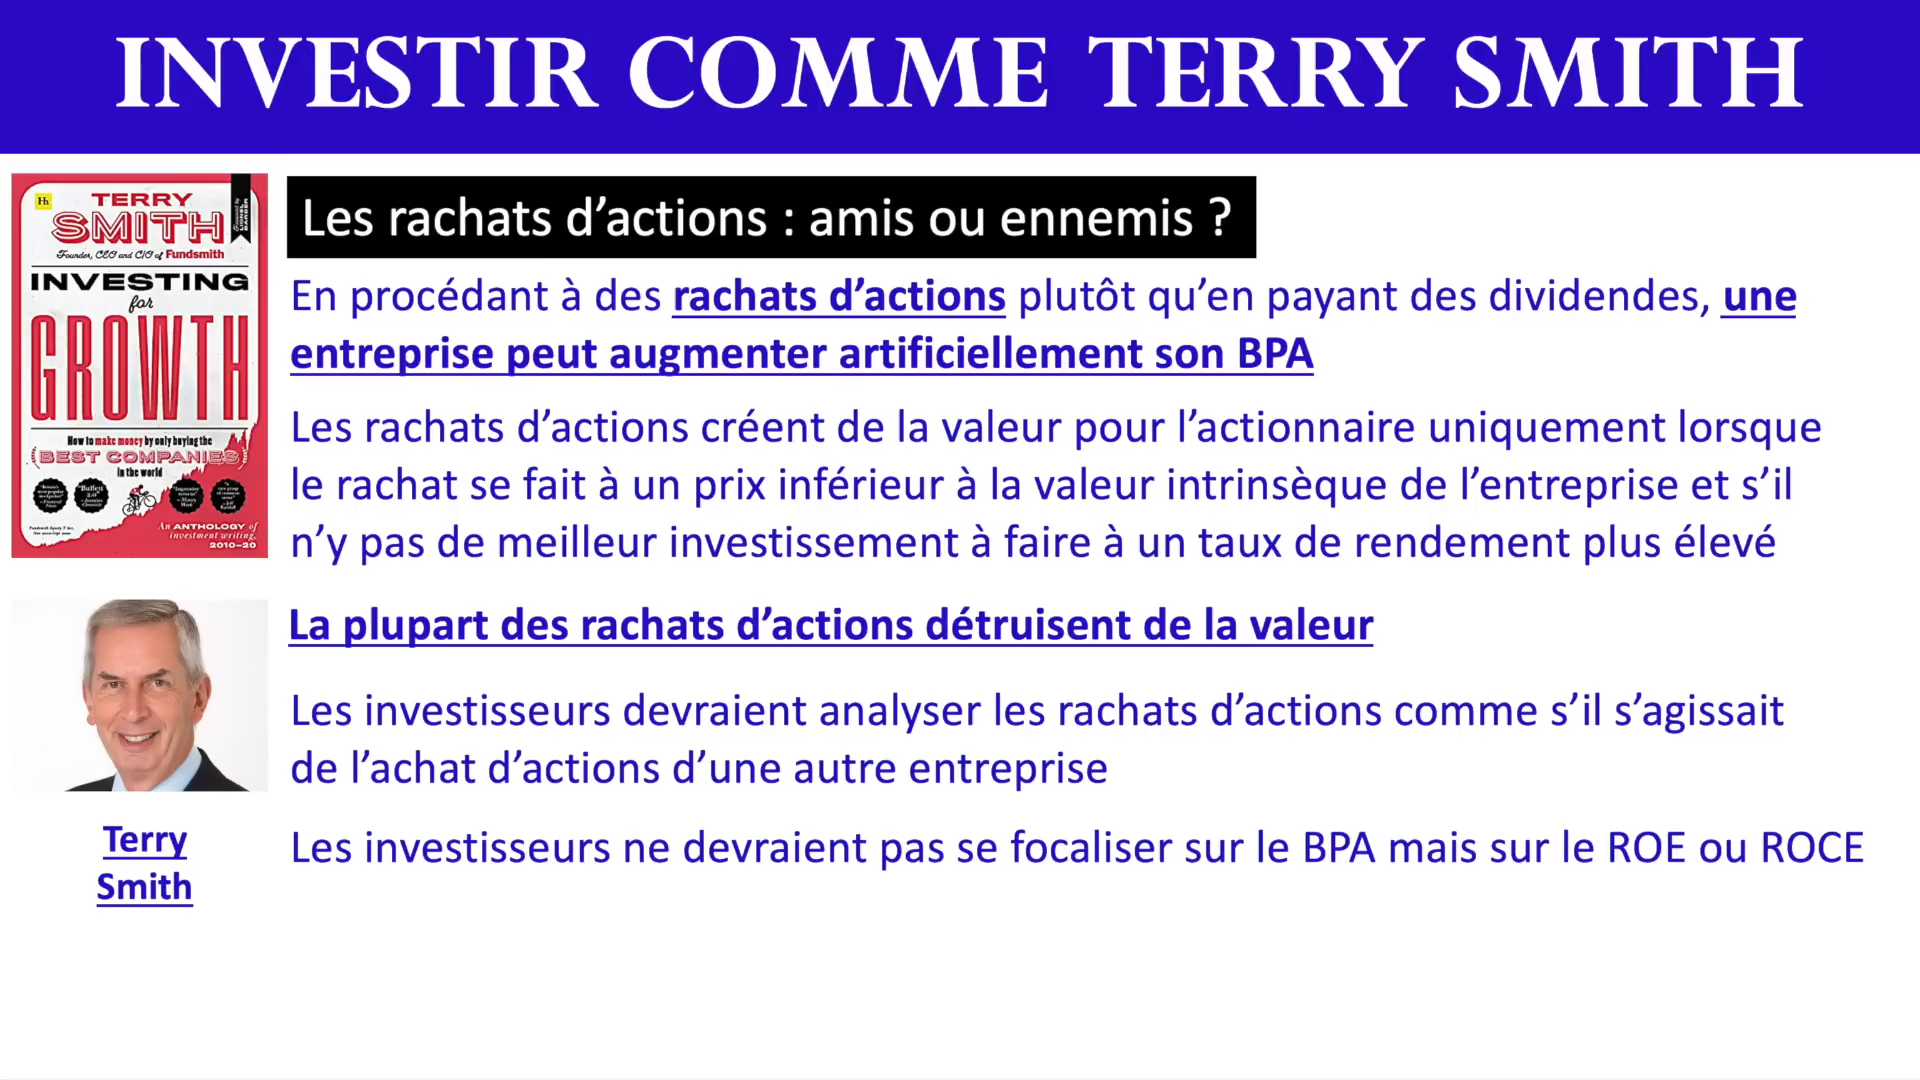 INVESTIR COMME TERRY SMITH
Hh
TERRY
SMITH
Founder, CEO and CIO of Fundsmith
INVESTING
for
GROWTH
How to make money by only buying the
BEST COMPANIES
in the world
An ANTHOLOGY of
investment writing,
2010–20
Les rachats d’actions : amis ou ennemis ?
En procédant à des rachats d’actions plutôt qu’en payant des dividendes, une
entreprise peut augmenter artificiellement son BPA
Les rachats d’actions créent de la valeur pour l’actionnaire uniquement lorsque
le rachat se fait à un prix inférieur à la valeur intrinsèque de l’entreprise et s’il
n’y pas de meilleur investissement à faire à un taux de rendement plus élevé
La plupart des rachats d’actions détruisent de la valeur
Les investisseurs devraient analyser les rachats d’actions comme s’il s’agissait
de l’achat d’actions d’une autre entreprise
Les investisseurs ne devraient pas se focaliser sur le BPA mais sur le ROE ou ROCE
Terry
Smith